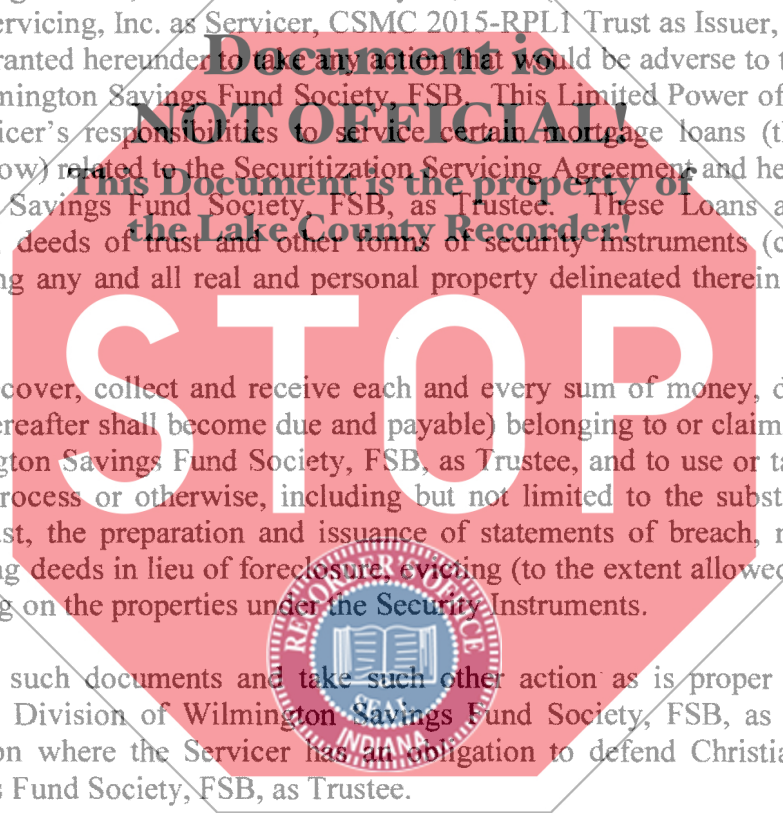 ervicing, Inc. as Servicer, CSMC 2015-RPL1 Trust as Issuer,
ranted hereunder to take any action that would be adverse to t
Document is
mington Savings Fund Society, FSB. This Limited Power of
NOT OFFICIAL!
icer's responsibilities to service certain mortgage loans (t
ow) related to the Securitization Servicing Agreement and he
This Document is the property of
Savings Fund Society, FSB, as Trustee. These Loans a
the Lake County Recorder!
deeds of trust and other forms of security instruments (c
ng any and all real and personal property delineated therein
STOP
cover, collect and receive each and every sum of money, d
ereafter shall become due and payable) belonging to or claim
gton Savings Fund Society, FSB, as Trustee, and to use or ta
rocess or otherwise, including but not limited to the subst
st, the preparation and issuance of statements of breach, n
ng deeds in lieu of foreclosure, evicting (to the extent allowed
g on the properties under the Security Instruments.
RECORDER'S OFFICE
SEAL
INDIANA
such documents and take such other action as is proper
Division of Wilmington Savings Fund Society, FSB, as
on where the Servicer has an obligation to defend Christia
s Fund Society, FSB, as Trustee.